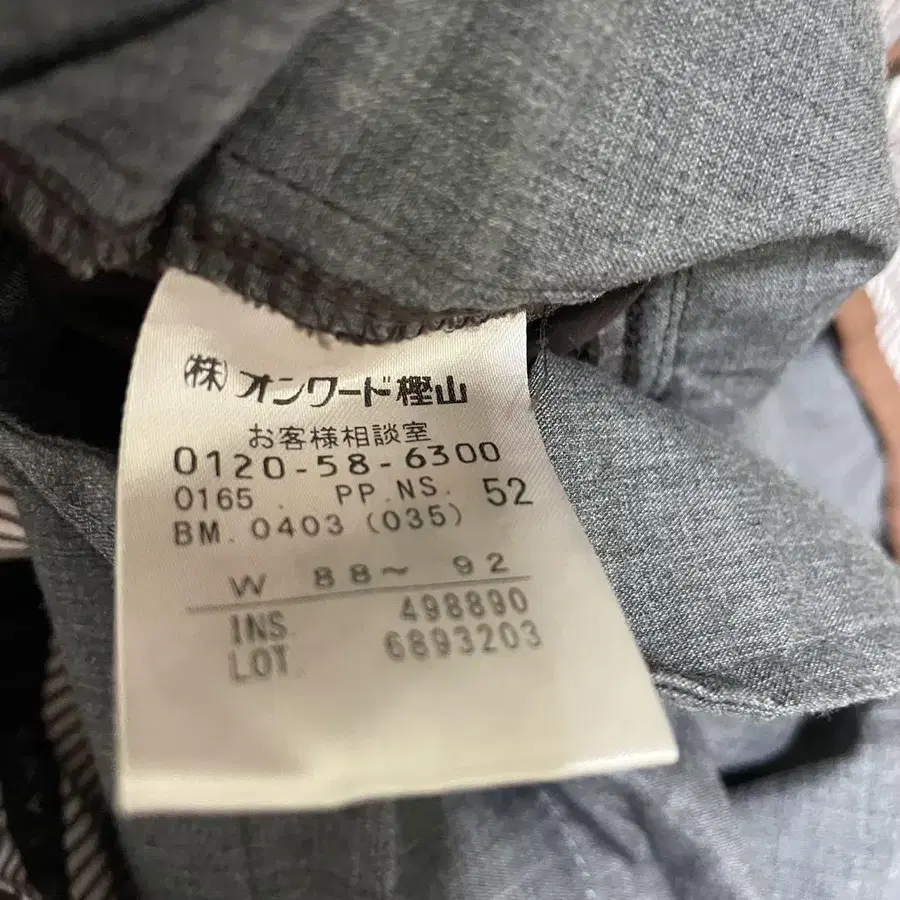 (株)オンワード樫山
お客様相談室
0120-58-6300
0165 . PP.NS. 52
BM. 0403 (035)
W 88～ 92
INS. 498890
LOT. 6893203